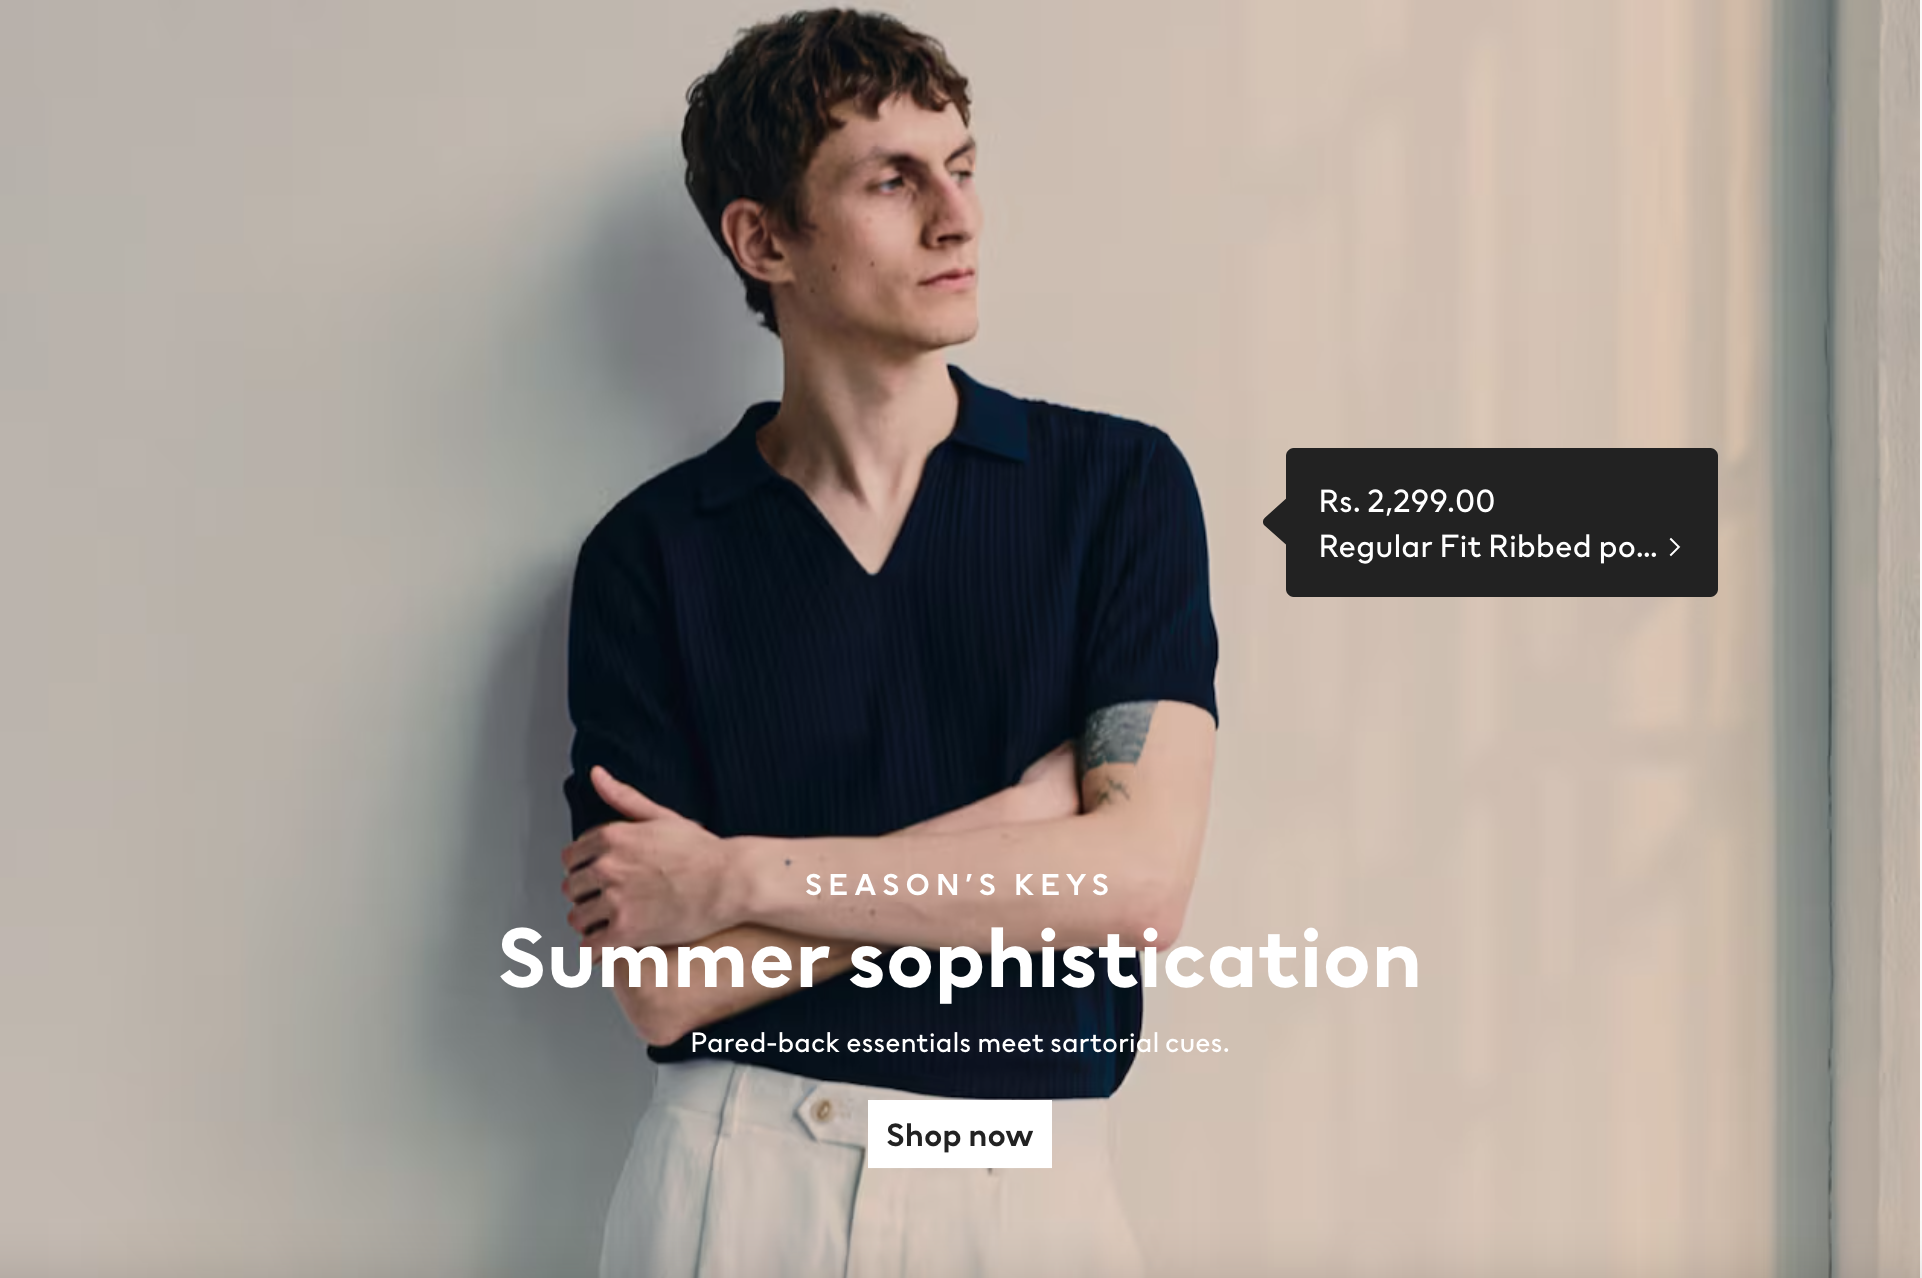 Rs. 2,299.00
Regular Fit Ribbed po...
SEASON'S KEYS
Summer sophistication
Pared-back essentials meet sartorial cues.
Shop now